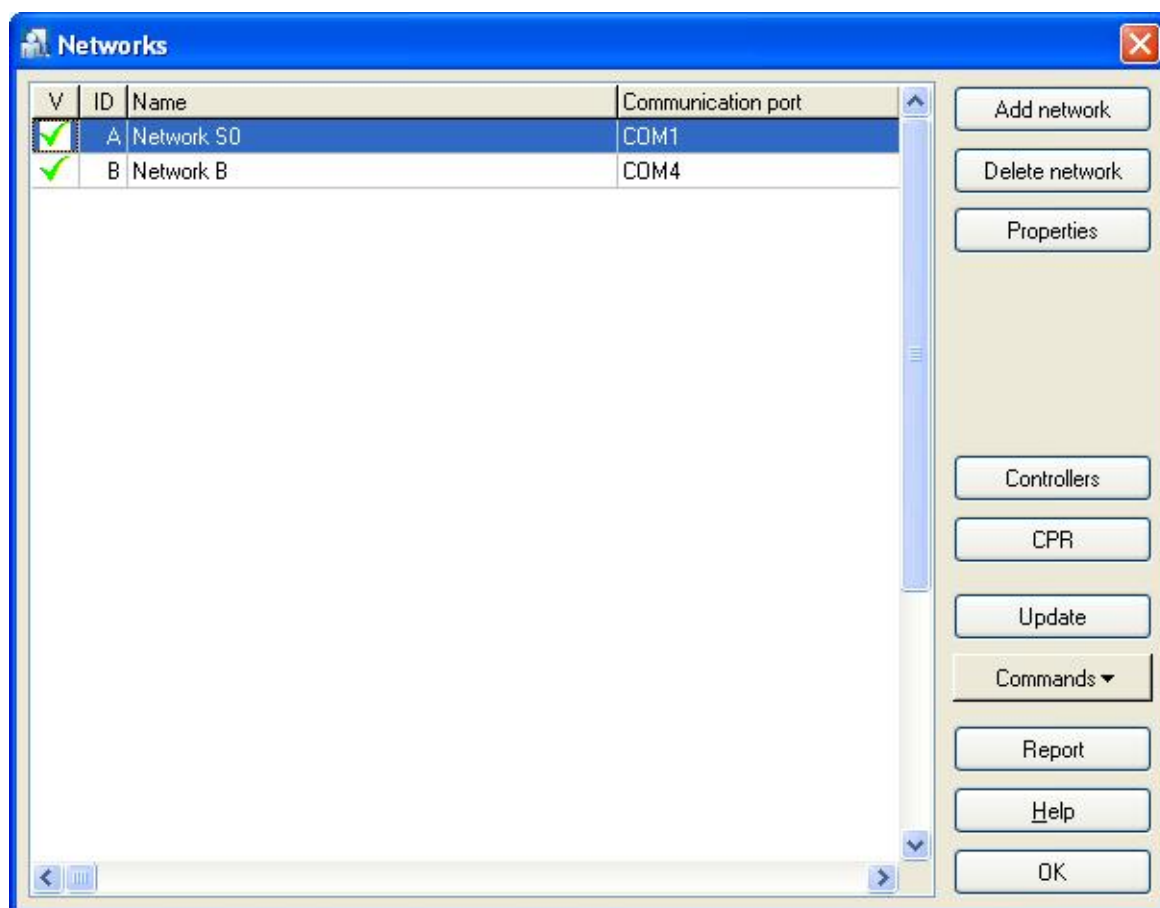 Networks
V ID Name Communication port
A Network S0 COM1
B Network B COM4
Add network
Delete network
Properties
Controllers
CPR
Update
Commands
Report
Help
OK